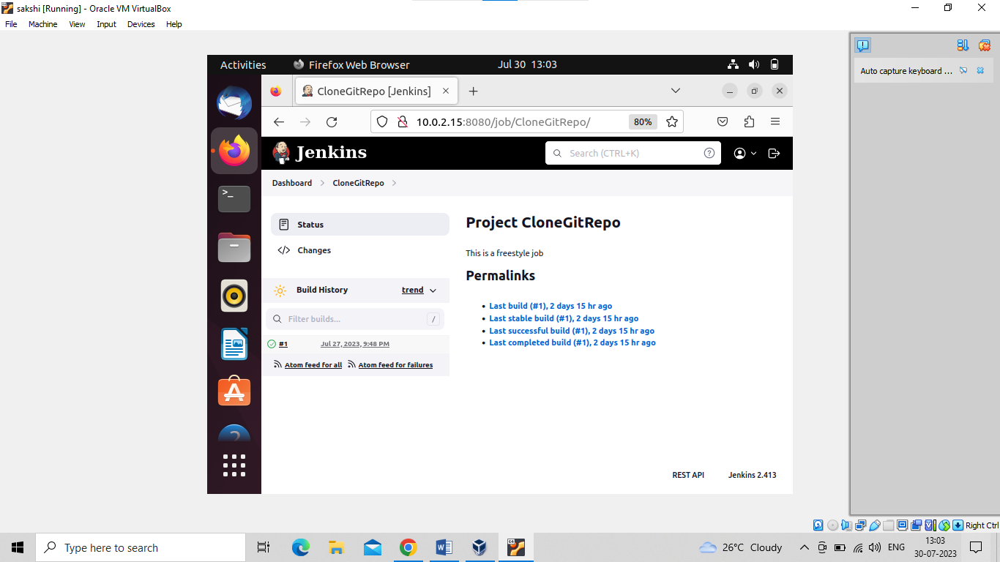 sakshi [Running] - Oracle VM VirtualBox
File Machine View Input Devices Help
Auto capture keyboard ...
Activities Firefox Web Browser Jul 30 13:03
CloneGitRepo [Jenkins]
10.0.2.15:8080/job/CloneGitRepo/ 80%
Jenkins Search (CTRL+K)
Dashboard CloneGitRepo
Status
Changes
Build History trend
Filter builds... /
#1 Jul 27, 2023, 9:48 PM
Atom feed for all Atom feed for failures
Project CloneGitRepo
This is a freestyle job
Permalinks
Last build (#1), 2 days 15 hr ago
Last stable build (#1), 2 days 15 hr ago
Last successful build (#1), 2 days 15 hr ago
Last completed build (#1), 2 days 15 hr ago
REST API Jenkins 2.413
Right Ctrl
Type here to search
26°C Cloudy
ENG
13:03
30-07-2023